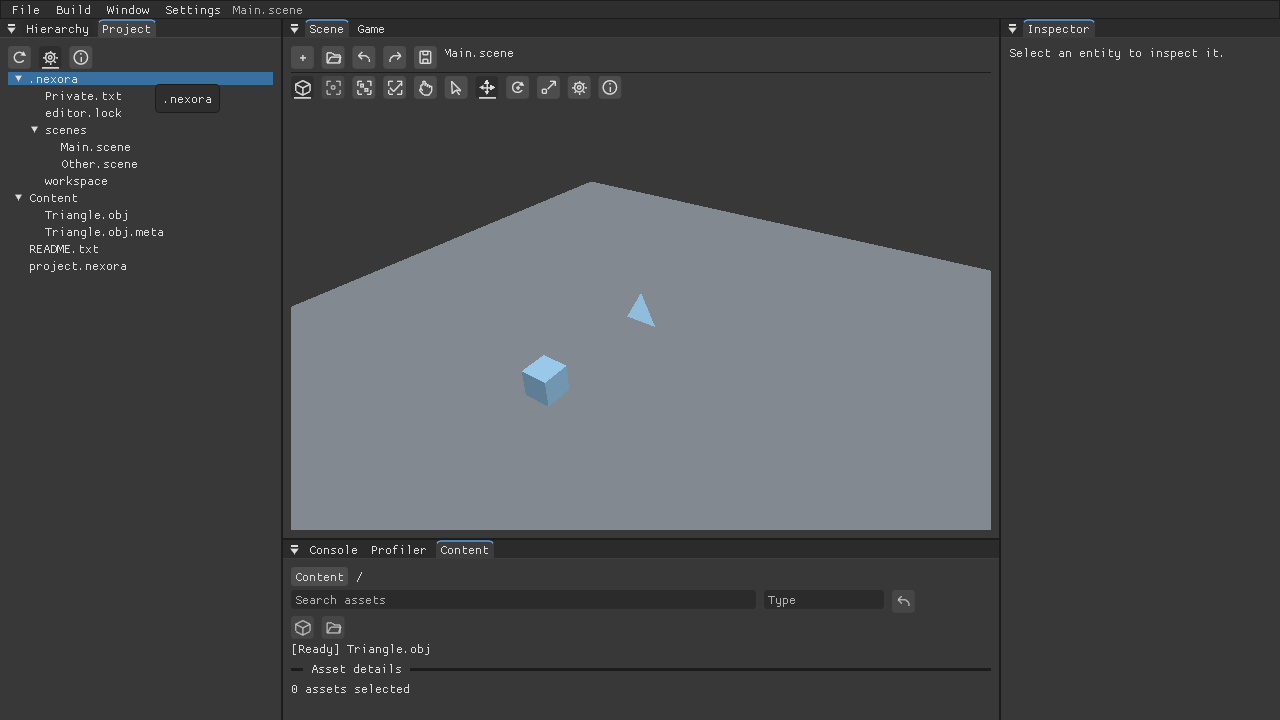 File Build Window Settings Main.scene
Hierarchy Project
Scene Game
Inspector
Main.scene
Select an entity to inspect it.
.nexora
.nexora
Private.txt
editor.lock
scenes
Main.scene
Other.scene
workspace
Content
Triangle.obj
Triangle.obj.meta
README.txt
project.nexora
Console Profiler Content
Content /
Search assets Type
[Ready] Triangle.obj
Asset details
0 assets selected